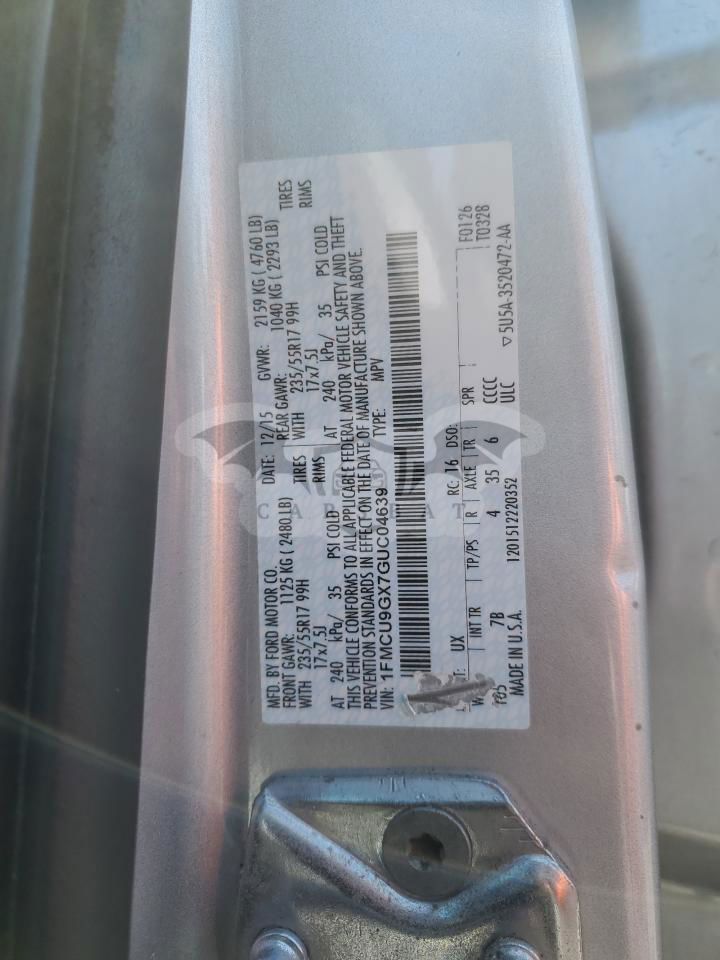 MFD. BY FORD MOTOR CO. DATE: 12/15 GVWR: 2159 KG ( 4760 LB)
FRONT GAWR: 1125 KG ( 2480 LB) REAR GAWR: 1040 KG ( 2293 LB)
WITH 235/55R17 99H TIRES WITH 235/55R17 99H TIRES
17x7.5J RIMS 17x7.5J RIMS
AT 240 kPa/ 35 PSI COLD AT 240 kPa/ 35 PSI COLD
THIS VEHICLE CONFORMS TO ALL APPLICABLE FEDERAL MOTOR VEHICLE SAFETY AND THEFT
PREVENTION STANDARDS IN EFFECT ON THE DATE OF MANUFACTURE SHOWN ABOVE.
VIN: 1FMCU9GX7GUC04639 TYPE: MPV
F0126
T0328
T: UX RC: 16 DSO:
W INT TR TP/PS R AXLE TR SPR
7B 4 35 6 CCCC
ULC
MADE IN U.S.A. 1201512220352 ▽5U5A-3520472-AA